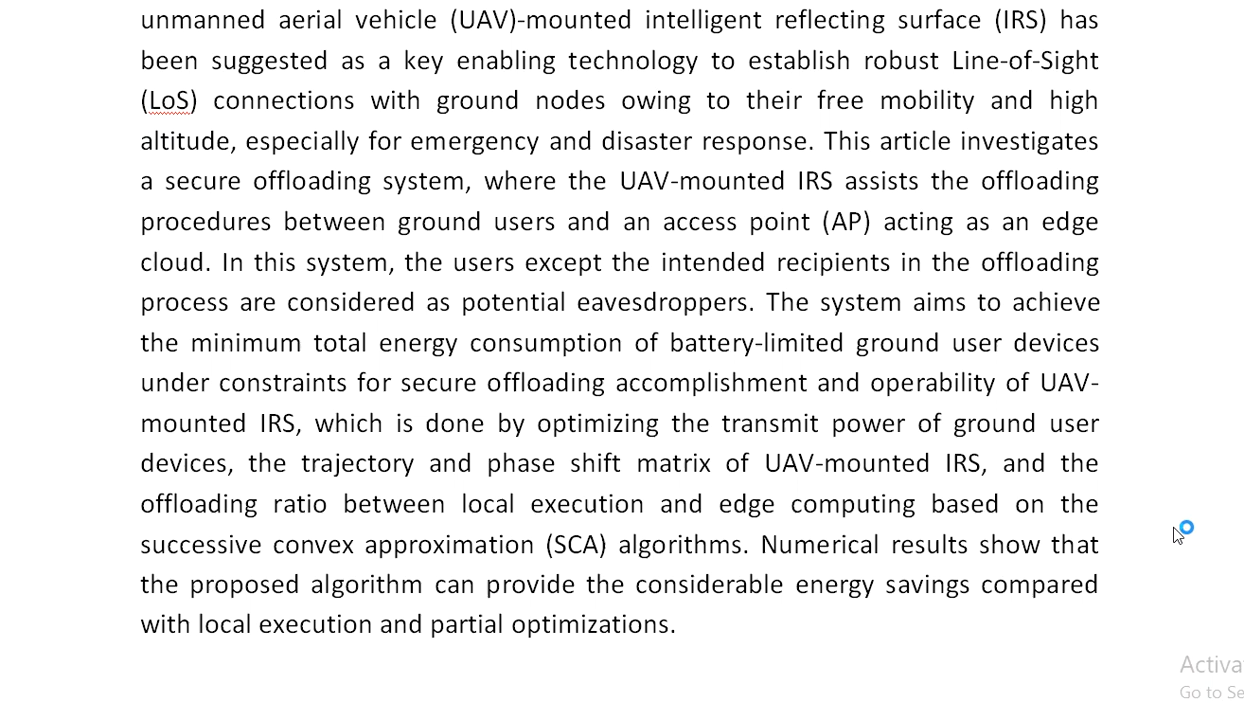 unmanned aerial vehicle (UAV)-mounted intelligent reflecting surface (IRS) has
been suggested as a key enabling technology to establish robust Line-of-Sight
(LoS) connections with ground nodes owing to their free mobility and high
altitude, especially for emergency and disaster response. This article investigates
a secure offloading system, where the UAV-mounted IRS assists the offloading
procedures between ground users and an access point (AP) acting as an edge
cloud. In this system, the users except the intended recipients in the offloading
process are considered as potential eavesdroppers. The system aims to achieve
the minimum total energy consumption of battery-limited ground user devices
under constraints for secure offloading accomplishment and operability of UAV-
mounted IRS, which is done by optimizing the transmit power of ground user
devices, the trajectory and phase shift matrix of UAV-mounted IRS, and the
offloading ratio between local execution and edge computing based on the
successive convex approximation (SCA) algorithms. Numerical results show that
the proposed algorithm can provide the considerable energy savings compared
with local execution and partial optimizations.
Activa
Go to Se